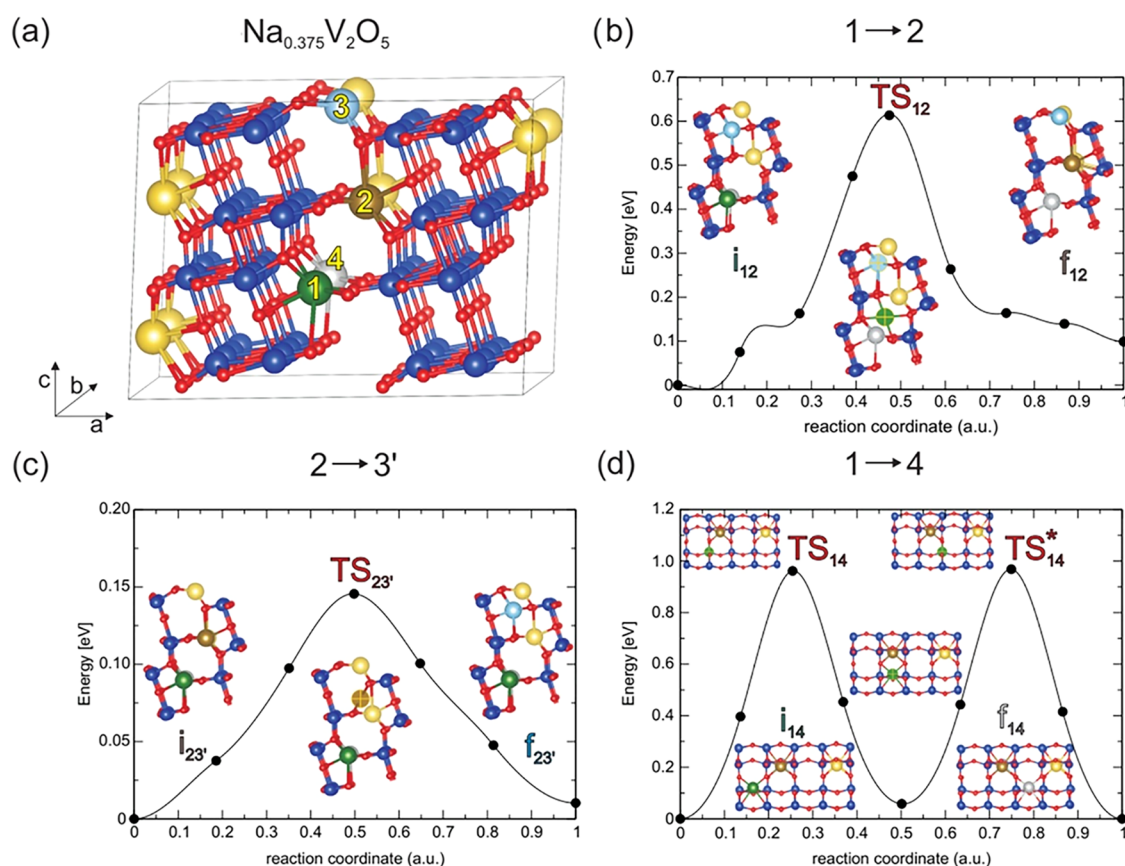 (a) Na0.375V2O5
3
2
4
1
c
b
a
(b) 1 → 2
0.7
0.6
0.5
0.4
0.3
0.2
0.1
0
Energy [eV]
TS12
i12
f12
0 0.1 0.2 0.3 0.4 0.5 0.6 0.7 0.8 0.9 1
reaction coordinate (a.u.)
(c) 2 → 3'
0.20
0.15
0.10
0.05
0
Energy [eV]
TS23'
i23'
f23'
0 0.1 0.2 0.3 0.4 0.5 0.6 0.7 0.8 0.9 1
reaction coordinate (a.u.)
(d) 1 → 4
1.2
1.0
0.8
0.6
0.4
0.2
0
Energy [eV]
TS14
TS*14
i14
f14
0 0.1 0.2 0.3 0.4 0.5 0.6 0.7 0.8 0.9 1
reaction coordinate (a.u.)